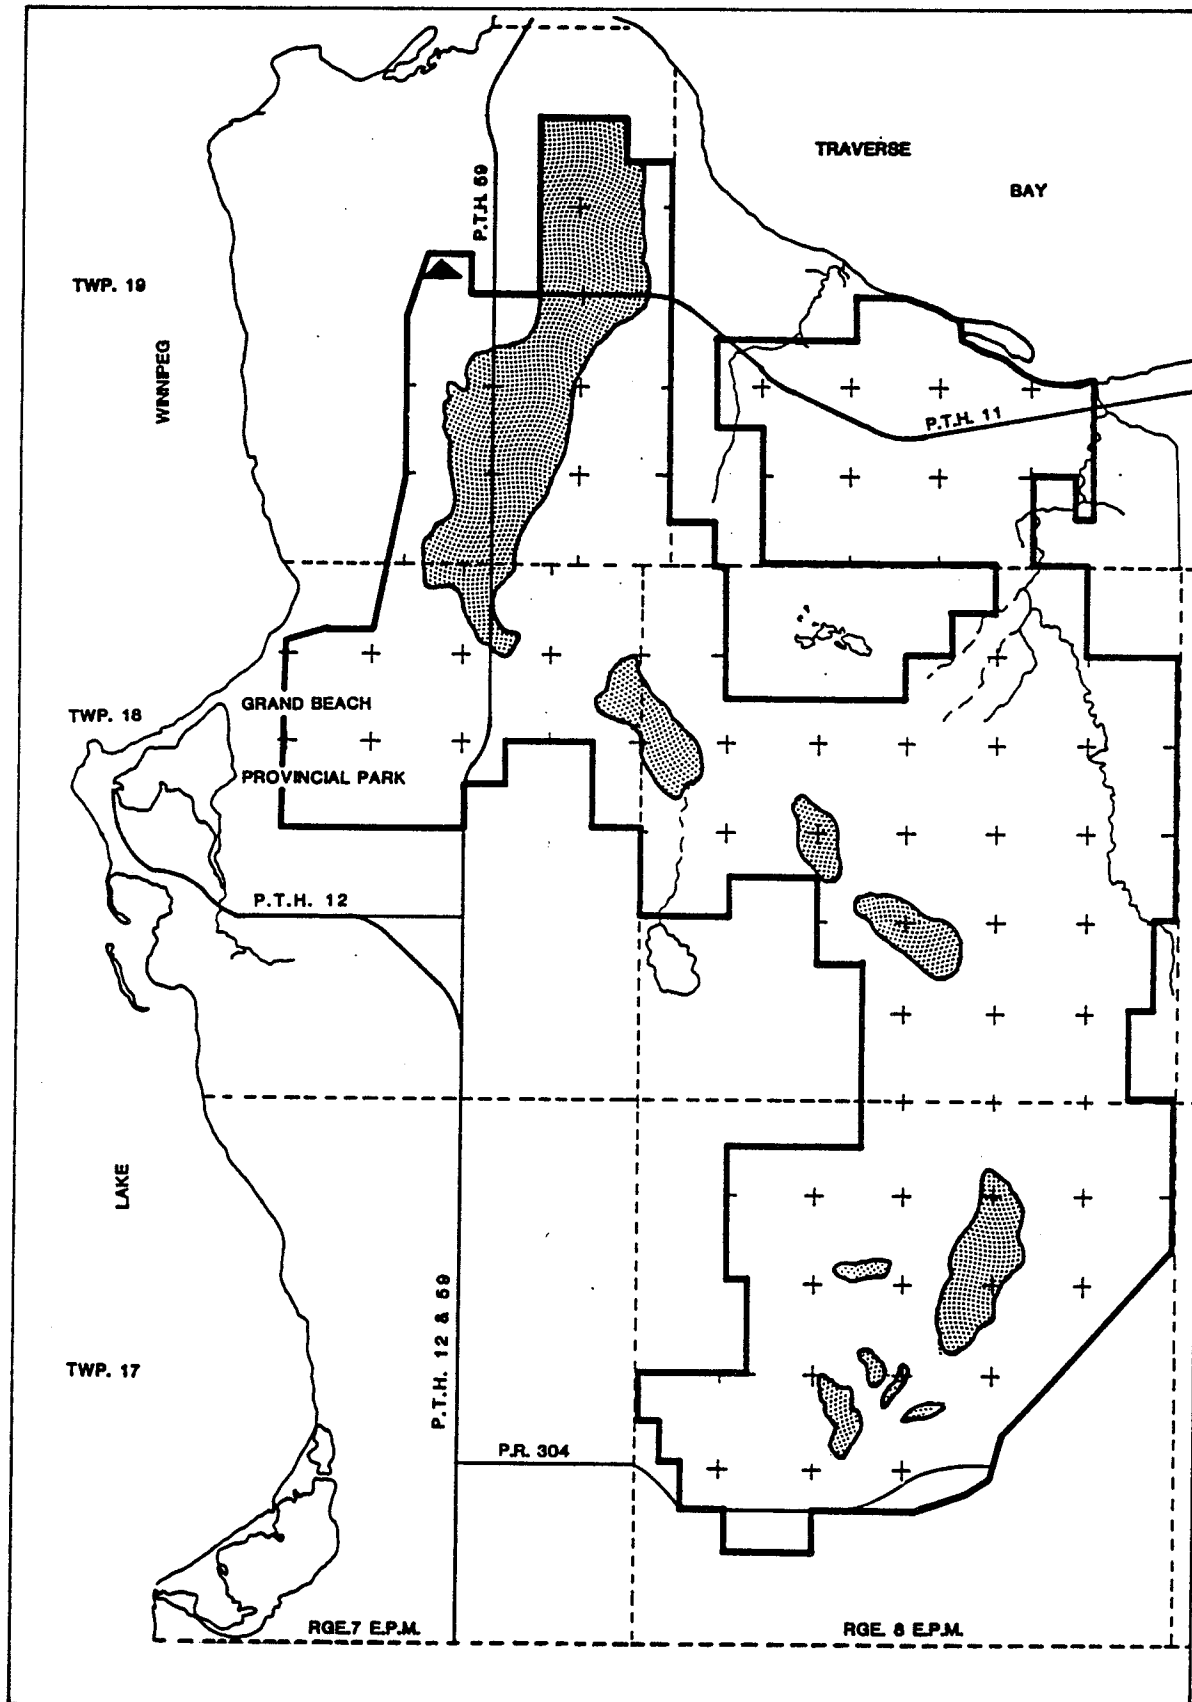 TRAVERSE
BAY
P.T.H. 59
TWP. 19
WINNIPEG
P.T.H. 11
GRAND BEACH
TWP. 18
PROVINCIAL PARK
P.T.H. 12
LAKE
P.T.H. 12 & 59
TWP. 17
P.R. 304
RGE.7 E.P.M.
RGE. 8 E.P.M.